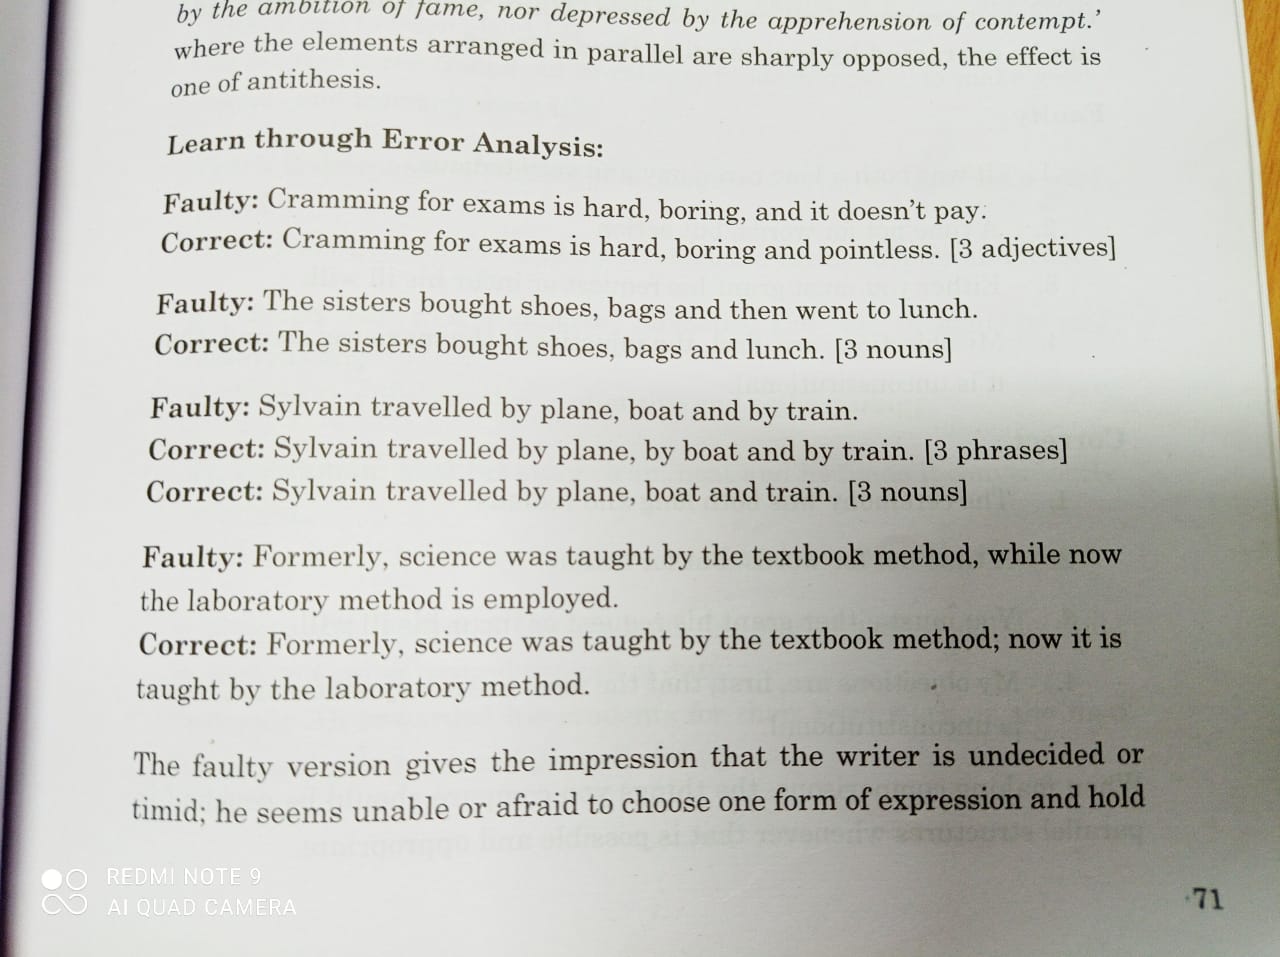 by the ambition of fame, nor depressed by the apprehension of contempt.’
where the elements arranged in parallel are sharply opposed, the effect is
one of antithesis.
Learn through Error Analysis:
Faulty: Cramming for exams is hard, boring, and it doesn’t pay.
Correct: Cramming for exams is hard, boring and pointless. [3 adjectives]
Faulty: The sisters bought shoes, bags and then went to lunch.
Correct: The sisters bought shoes, bags and lunch. [3 nouns]
Faulty: Sylvain travelled by plane, boat and by train.
Correct: Sylvain travelled by plane, by boat and by train. [3 phrases]
Correct: Sylvain travelled by plane, boat and train. [3 nouns]
Faulty: Formerly, science was taught by the textbook method, while now
the laboratory method is employed.
Correct: Formerly, science was taught by the textbook method; now it is
taught by the laboratory method.
The faulty version gives the impression that the writer is undecided or
timid; he seems unable or afraid to choose one form of expression and hold
REDMI NOTE 9
AI QUAD CAMERA
71